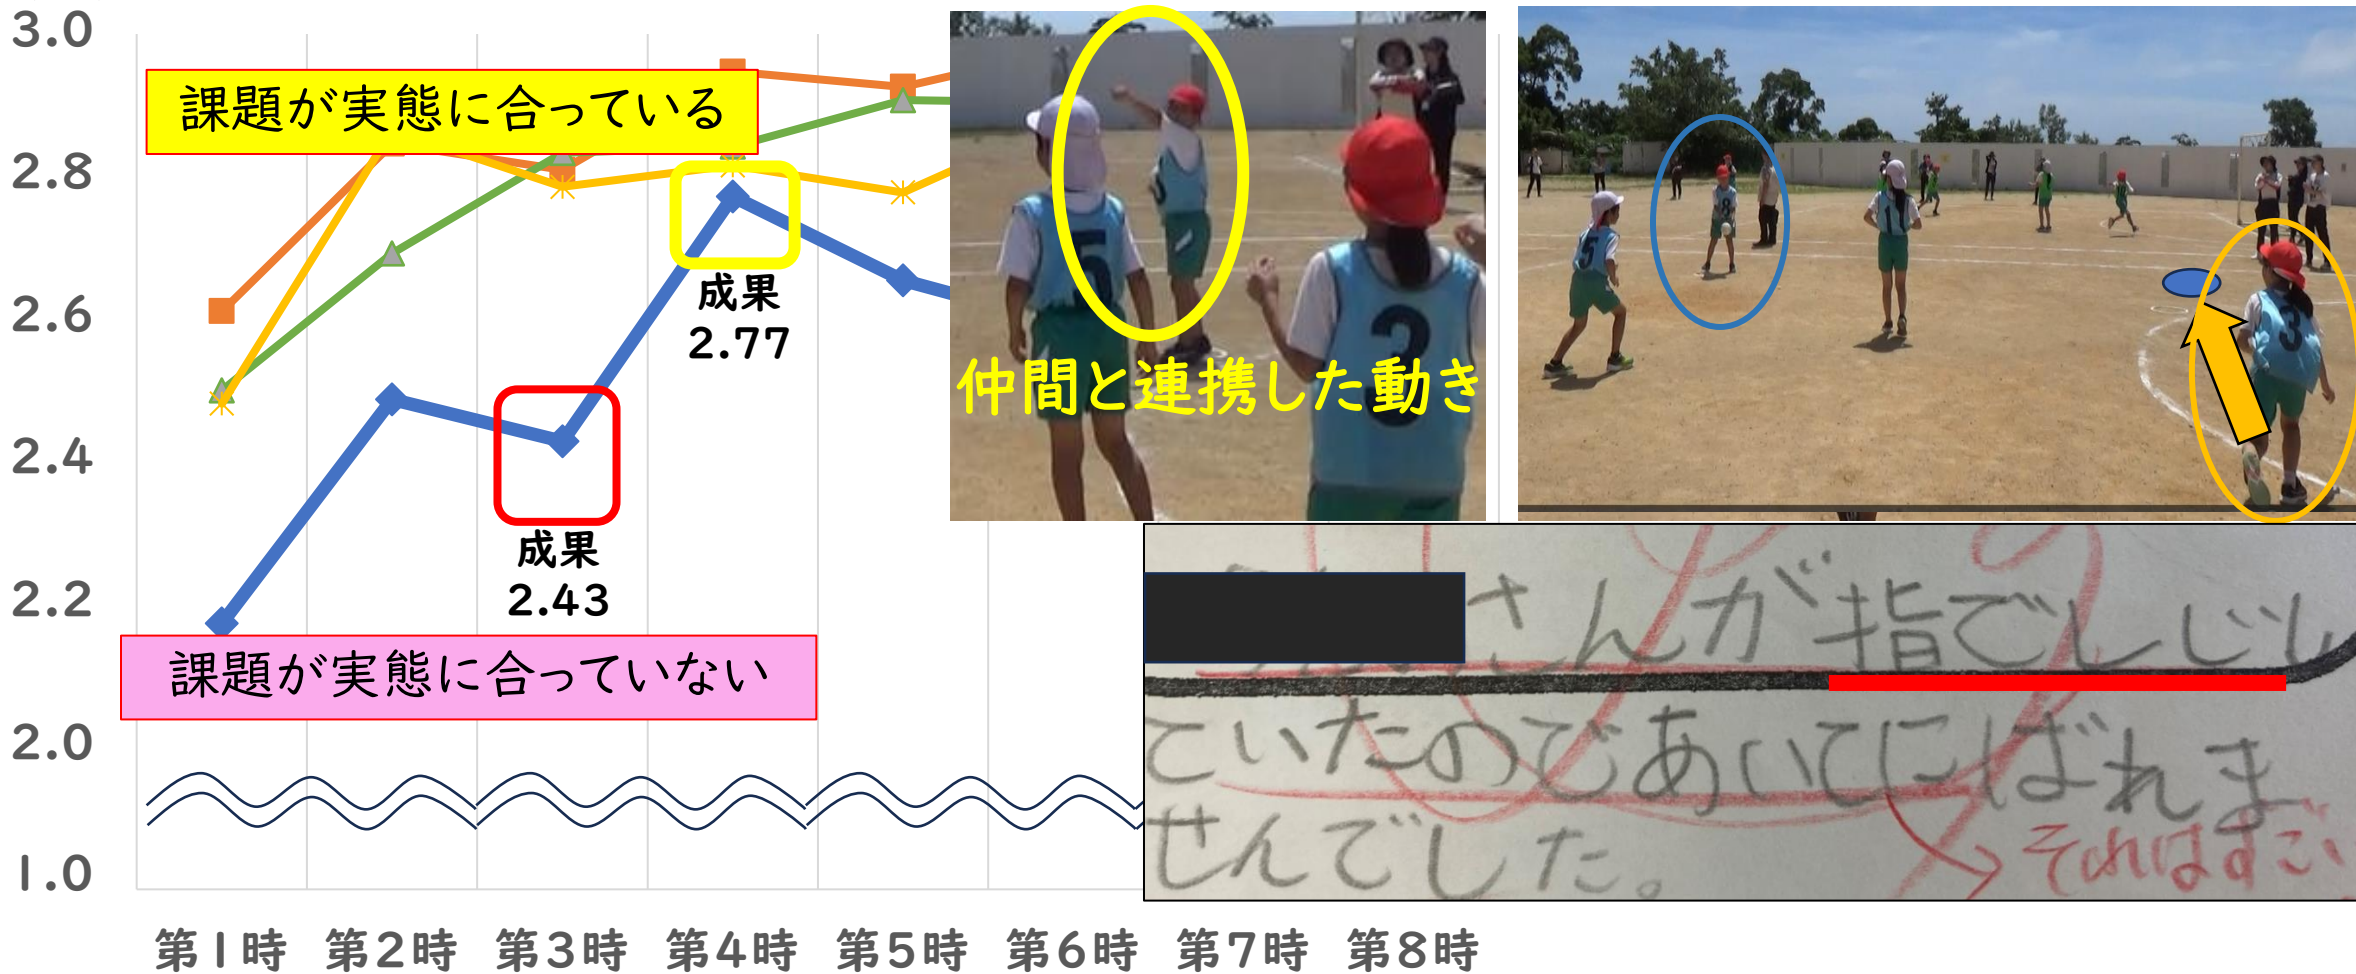 3.0
2.8
2.6
2.4
2.2
2.0
1.0
課題が実態に合っている
成果
2.77
成果
2.43
課題が実態に合っていない
第1時 第2時 第3時 第4時 第5時 第6時 第7時 第8時
仲間と連携した動き
5
3
5
8
3
さんが指でしじし
ていたのであいてにばれま
せんでした。
それはすごい